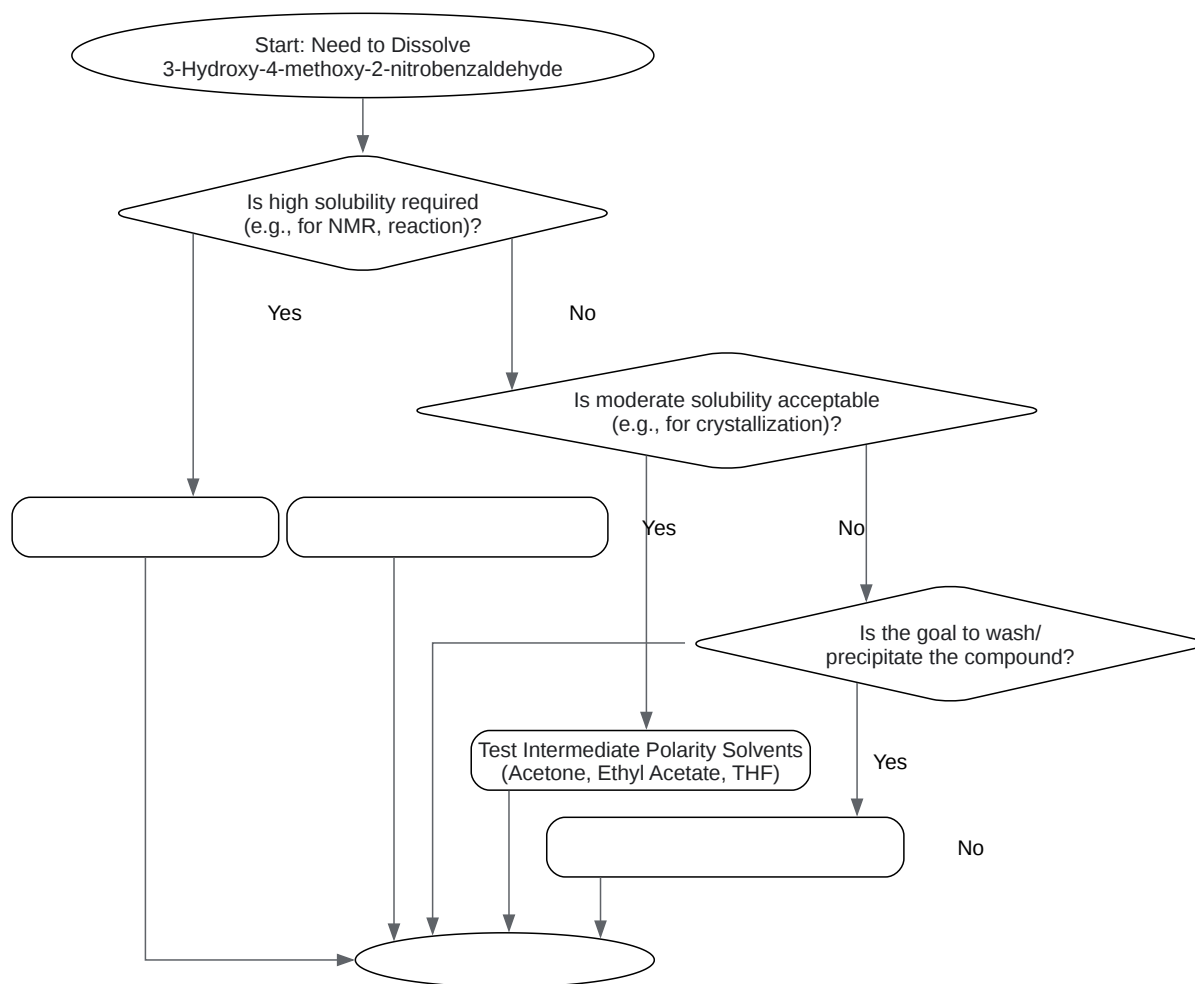 Start: Need to Dissolve
3-Hydroxy-4-methoxy-2-nitrobenzaldehyde
Is high solubility required
(e.g., for NMR, reaction)?
Yes
No
Is moderate solubility acceptable
(e.g., for crystallization)?
Yes
No
Is the goal to wash/
precipitate the compound?
Test Intermediate Polarity Solvents
(Acetone, Ethyl Acetate, THF)
Yes
No